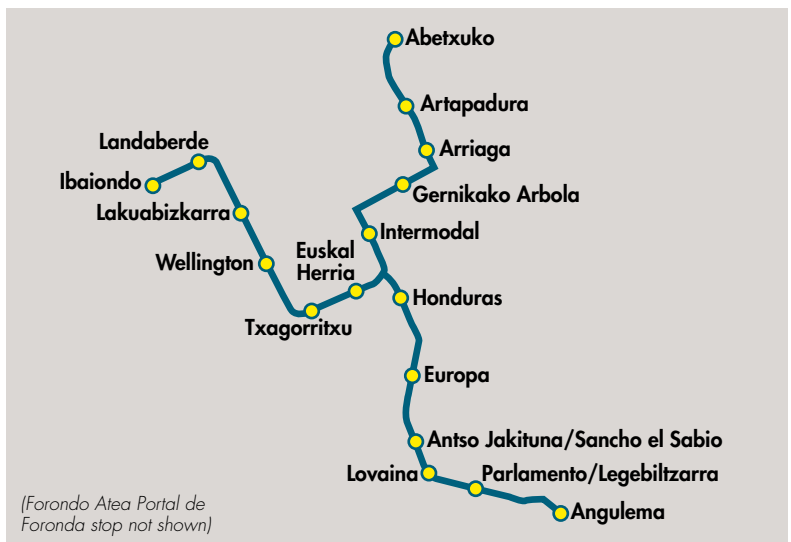 Abetxuko
Artapadura
Landaberde
Arriaga
Ibaiondo
Gernikako Arbola
Lakuabizkarra
Intermodal
Wellington
Euskal
Herria
Honduras
Txagorritxu
Europa
Antso Jakituna/Sancho el Sabio
Lovaina
Parlamento/Legebiltzarra
(Forondo Atea Portal de
Foronda stop not shown)
Angulema